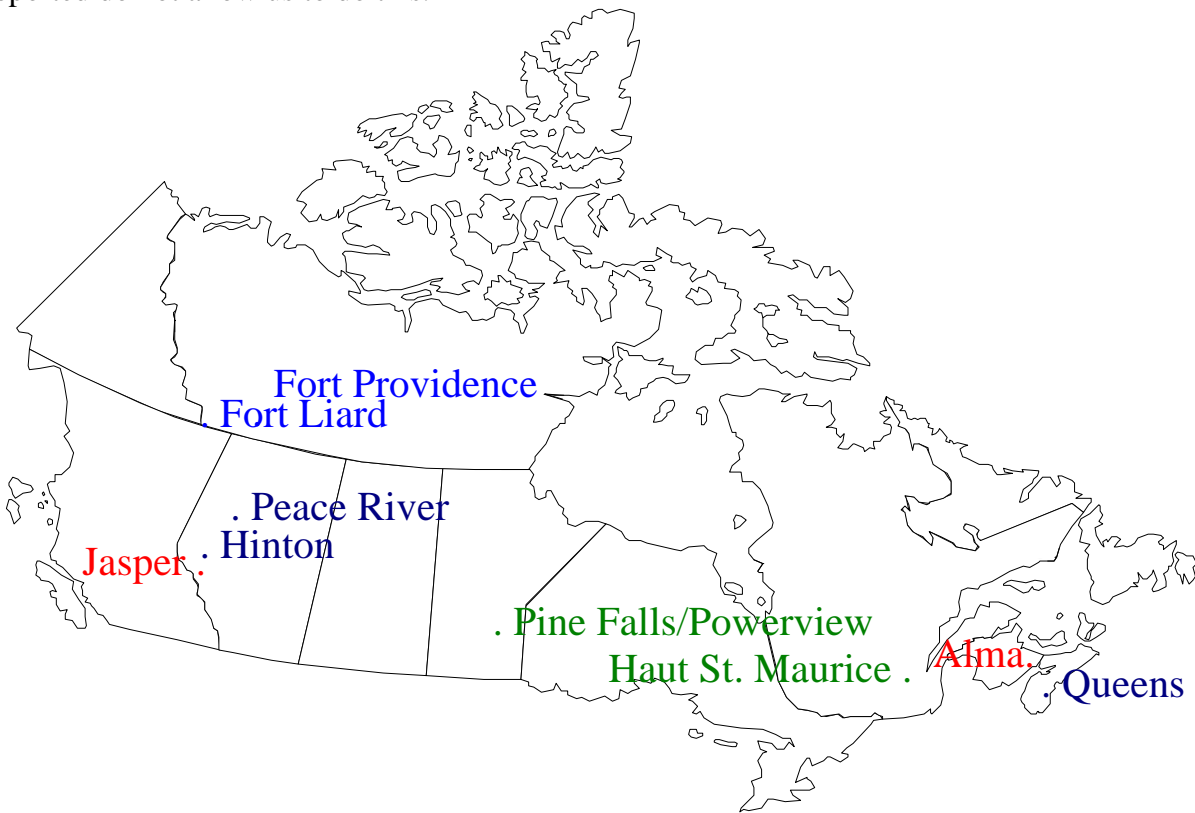 Fort Providence
. Fort Liard
. Peace River
. Hinton
Jasper .
. Pine Falls/Powerview
Haut St. Maurice .
Alma.
. Queens